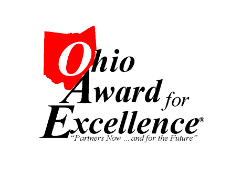 Ohio
Award for
Excellence®
"Partners Now ... and for the Future"